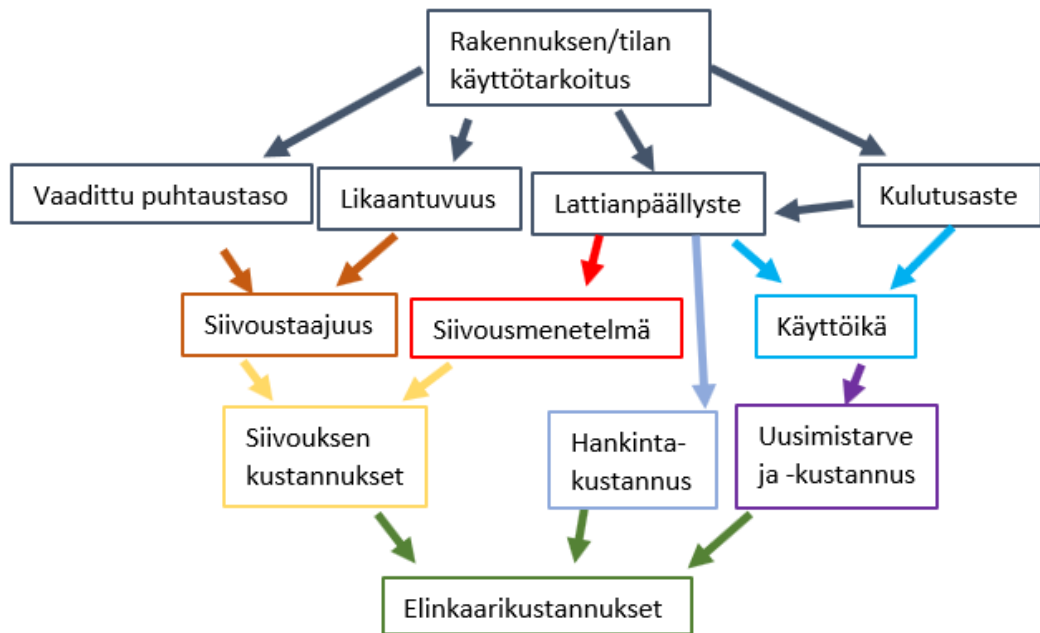 Rakennuksen/tilan
käyttötarkoitus
Vaadittu puhtaustaso
Likaantuvuus
Lattianpäällyste
Kulutusaste
Siivoustaajuus
Siivousmenetelmä
Käyttöikä
Siivouksen
kustannukset
Hankinta-
kustannus
Uusimistarve
ja -kustannus
Elinkaarikustannukset